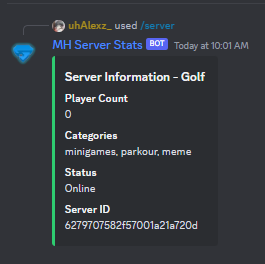 uhAlexz_ used /server
MH Server Stats BOT Today at 10:01 AM
Server Information - Golf
Player Count
0
Categories
minigames, parkour, meme
Status
Online
Server ID
6279707582f57001a21a720d